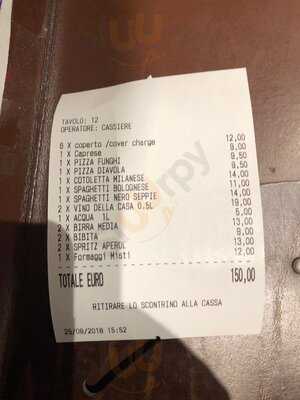 TAVOLO: 12
OPERATORE: CASSIERE
6 X coperto /cover charge 12,00
1 X Caprese 9,00
1 X PIZZA FUNGHI 9,50
1 X PIZZA DIAVOLA 9,50
1 X COTOLETTA MILANESE 14,00
1 X SPAGHETTI BOLOGNESE 11,00
1 X SPAGHETTI NERO SEPPIE 14,00
2 X VINO DELLA CASA 0.5L 19,00
1 X ACQUA 1L 5,00
2 X BIRRA MEDIA 13,00
2 X BIBITA 9,00
2 X SPRITZ APEROL 13,00
1 X Formaggi Misti 12,00
TOTALE EURO 150,00
RITIRARE LO SCONTRINO ALLA CASSA
25/09/2018 15:52